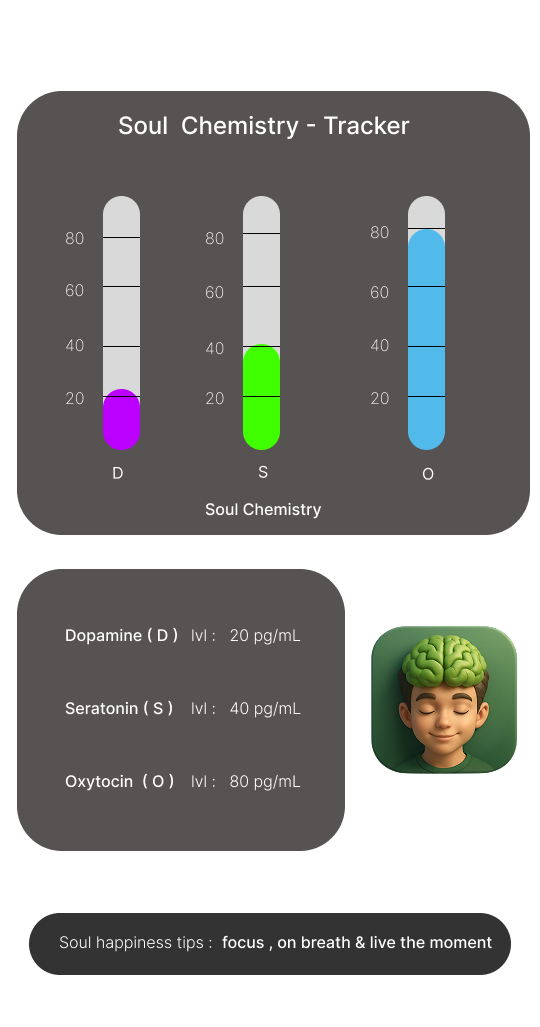 Soul  Chemistry - Tracker
80 80 80
60 60 60
40 40 40
20 20 20
D S O
Soul Chemistry
Dopamine ( D )  lvl :  20 pg/mL
Seratonin ( S )  lvl :  40 pg/mL
Oxytocin  ( O )  lvl :  80 pg/mL
Soul happiness tips :  focus , on breath & live the moment